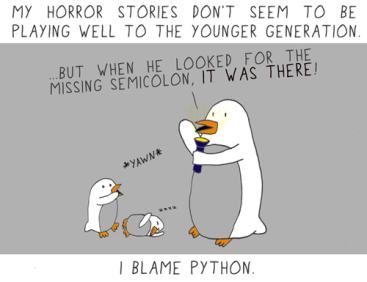 MY HORROR STORIES DON'T SEEM TO BE
PLAYING WELL TO THE YOUNGER GENERATION.
...BUT WHEN HE LOOKED FOR THE
MISSING SEMICOLON, IT WAS THERE!
*YAWN*
****
I BLAME PYTHON.